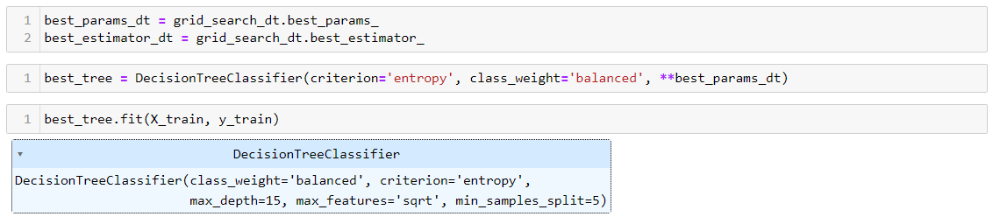 1 best_params_dt = grid_search_dt.best_params_
2 best_estimator_dt = grid_search_dt.best_estimator_
1 best_tree = DecisionTreeClassifier(criterion='entropy', class_weight='balanced', **best_params_dt)
1 best_tree.fit(X_train, y_train)
▾ DecisionTreeClassifier
DecisionTreeClassifier(class_weight='balanced', criterion='entropy',
max_depth=15, max_features='sqrt', min_samples_split=5)